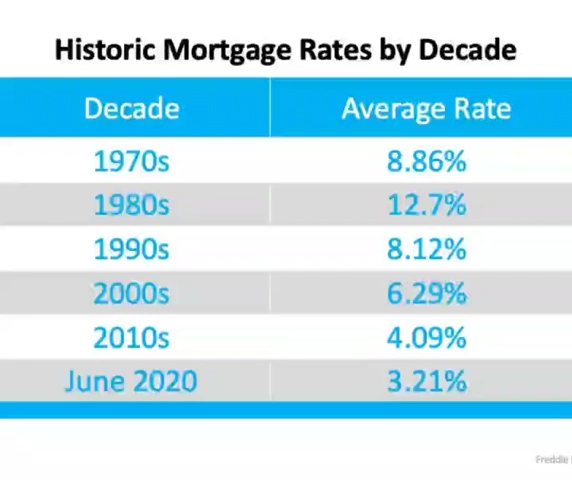 Historic Mortgage Rates by Decade
Decade Average Rate
1970s 8.86%
1980s 12.7%
1990s 8.12%
2000s 6.29%
2010s 4.09%
June 2020 3.21%
Freddie